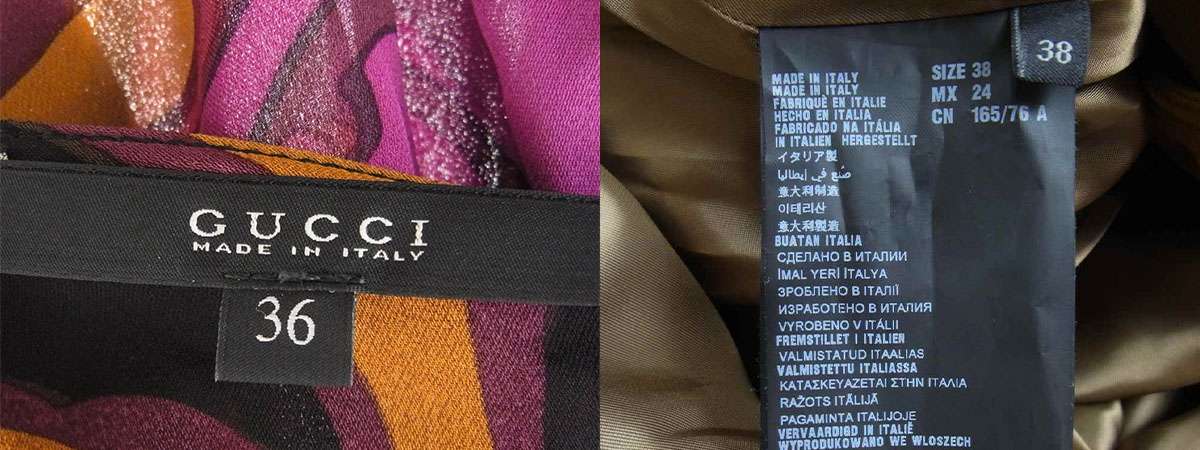 GUCCI
MADE IN ITALY
36
38
SIZE 38
MX 24
CN 165/76 A
MADE IN ITALY
MADE IN ITALY
FABRIQUÉ EN ITALIE
HECHO EN ITALIA
FABRICADO NA ITÁLIA
IN ITALIEN HERGESTELLT
イタリア製
صُنع في إيطاليا
意大利制造
이테리산
意大利製造
BUATAN ITALIA
СДЕЛАНО В ИТАЛИИ
İMAL YERİ İTALYA
ЗРОБЛЕНО В ІТАЛІЇ
ИЗРАБОТЕНО В ИТАЛИЯ
VYROBENO V ITÁLII
FREMSTILLET I ITALIEN
VALMISTATUD ITAALIAS
VALMISTETTU ITALIASSA
ΚΑΤΑΣΚΕΥΑΖΕΤΑΙ ΣΤΗΝ ΙΤΑΛΙΑ
RAŽOTS ITĀLIJĀ
PAGAMINTA ITALIJOJE
VERVAARDIGD IN ITALIË
WYPRODUKOWANO WE WLOSZECH